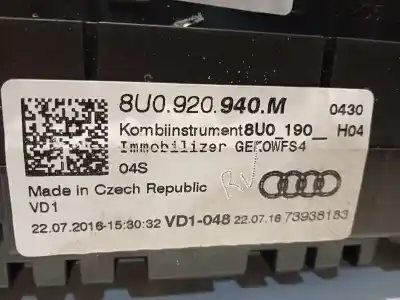 8U0.920.940.M 0430
Kombiinstrument8U0_190__ H04
Immobilizer GEKOWFS4
04S
Made in Czech Republic
VD1
22.07.2016-15:30:32 VD1-048 22.07.16 73938183